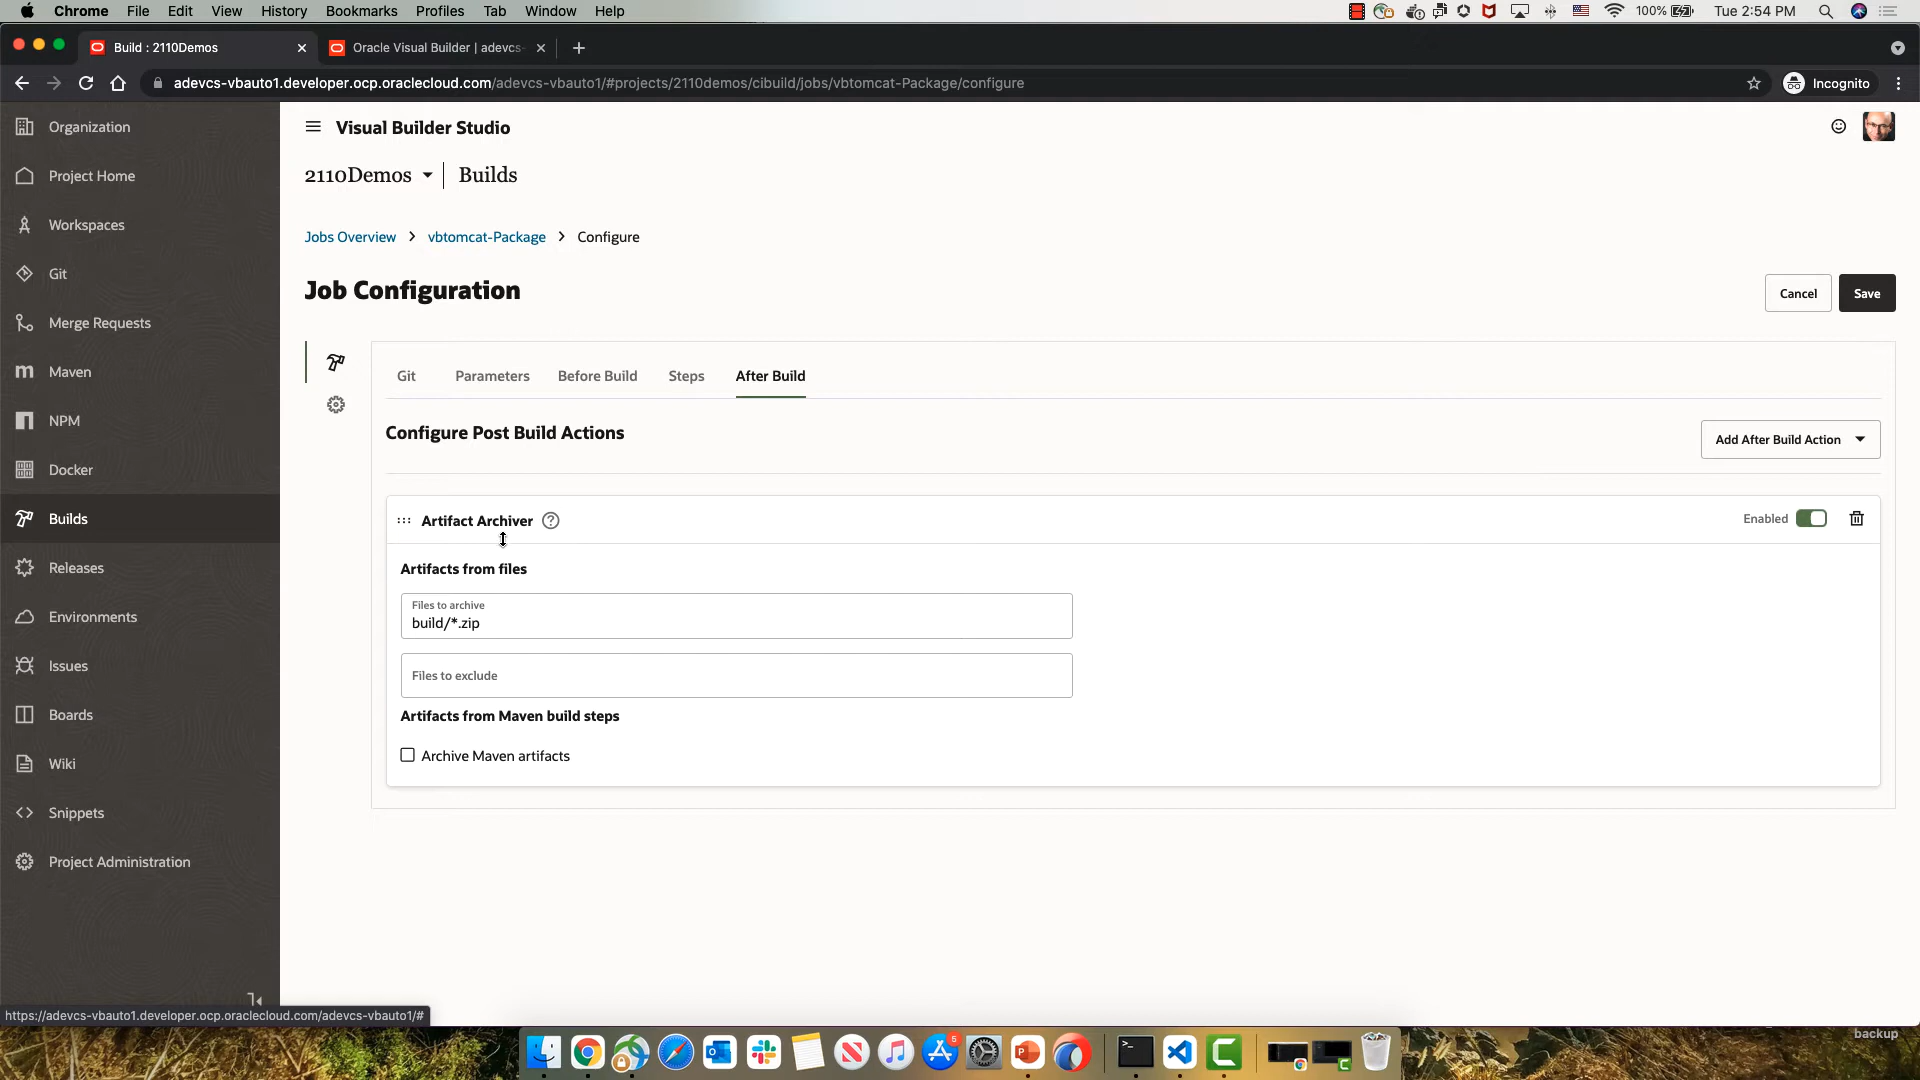 Chrome File Edit View History Bookmarks Profiles Tab Window Help 100% Tue 2:54 PM
Build : 2110Demos Oracle Visual Builder | adevcs-
adevcs-vbauto1.developer.ocp.oraclecloud.com/adevcs-vbauto1/#projects/2110demos/cibuild/jobs/vbtomcat-Package/configure Incognito
Organization
Project Home
Workspaces
Git
Merge Requests
Maven
NPM
Docker
Builds
Releases
Environments
Issues
Boards
Wiki
Snippets
Project Administration
https://adevcs-vbauto1.developer.ocp.oraclecloud.com/adevcs-vbauto1/#
Visual Builder Studio
2110Demos Builds
Jobs Overview > vbtomcat-Package > Configure
Job Configuration
Cancel Save
Git Parameters Before Build Steps After Build
Configure Post Build Actions
Add After Build Action
Artifact Archiver ?
Enabled
Artifacts from files
Files to archive
build/*.zip
Files to exclude
Artifacts from Maven build steps
Archive Maven artifacts
5
backup